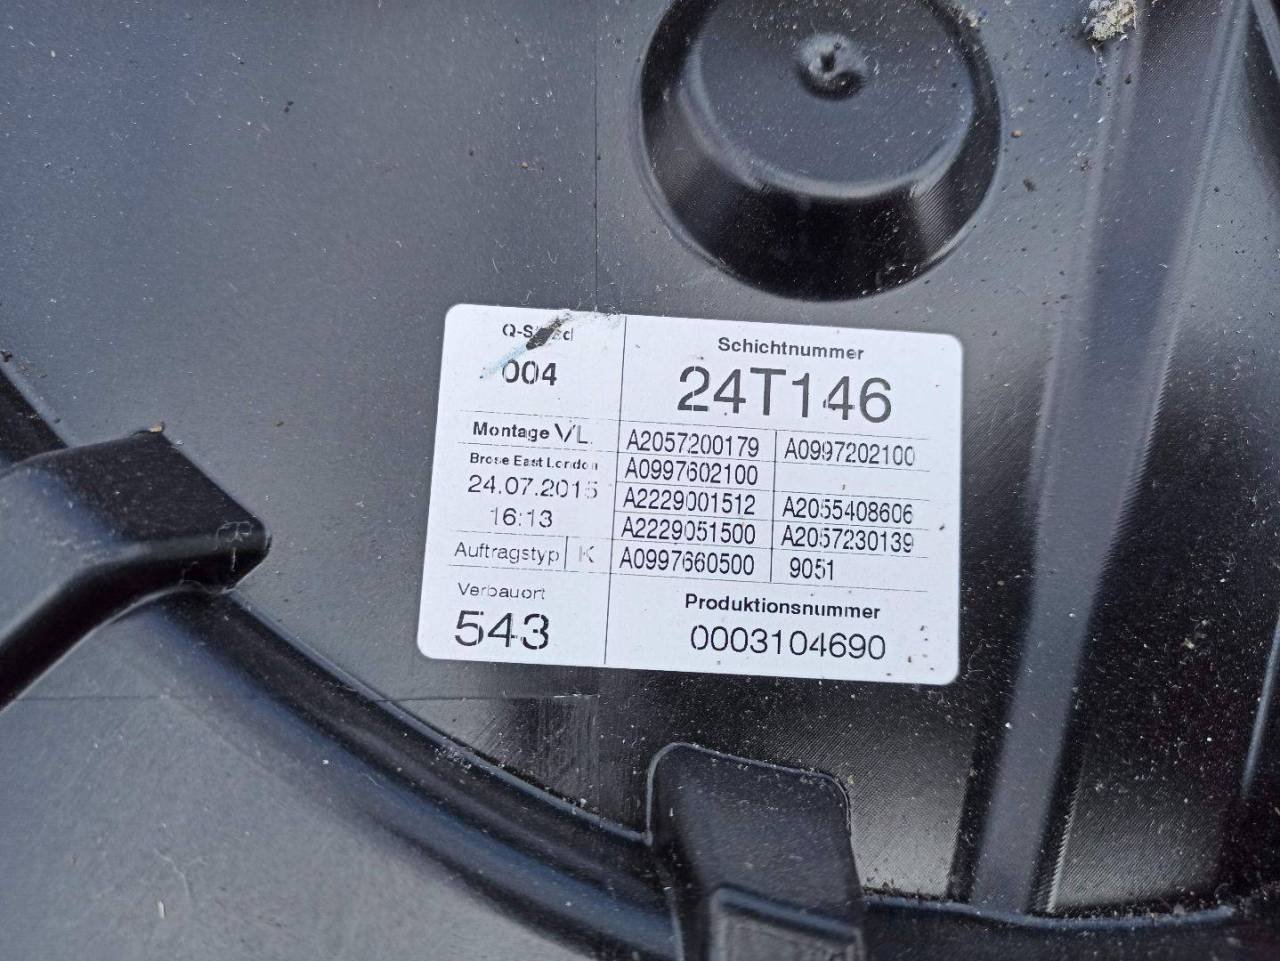 Q-Stand
004
Schichtnummer
24T146
Montage VL
Brose East London
24.07.2015
16:13
Auftragstyp K
Verbauort
543
A2057200179 A0997202100
A0997602100
A2229001512 A2055408606
A2229051500 A2057230139
A0997660500 9051
Produktionsnummer
0003104690